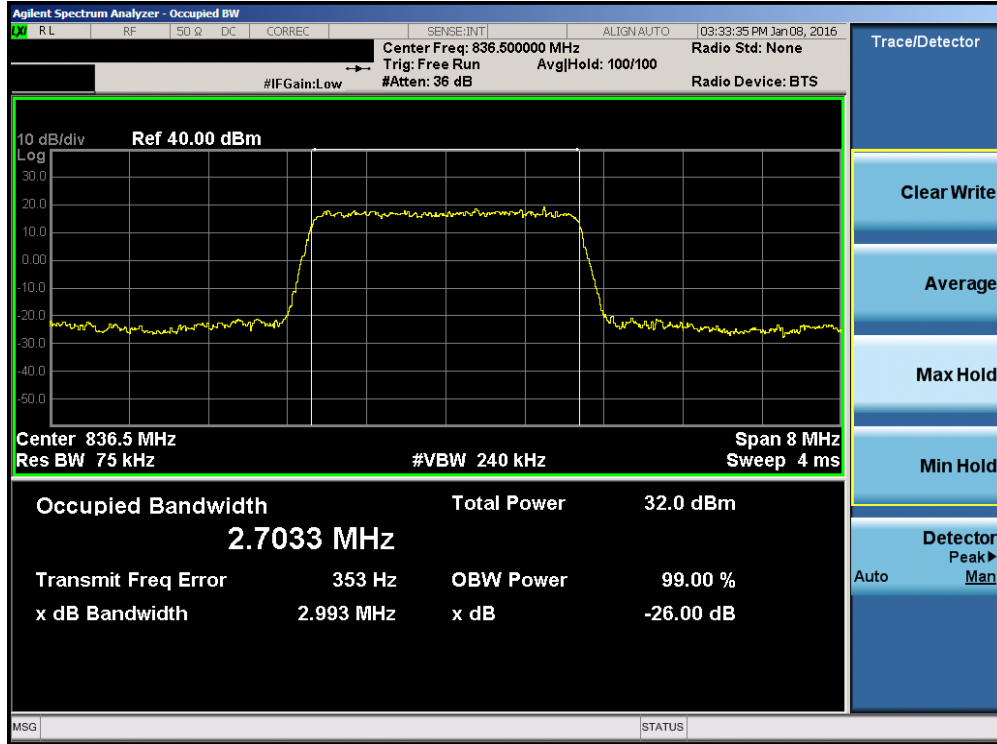 Agilent Spectrum Analyzer - Occupied BW
LXI RL RF 50 Ω DC CORREC SENSE:INT ALIGN AUTO 03:33:35 PM Jan 08, 2016
Center Freq: 836.500000 MHz Radio Std: None
Trig: Free Run Avg|Hold: 100/100
#IFGain:Low #Atten: 36 dB Radio Device: BTS
10 dB/div Ref 40.00 dBm
Log
30.0
20.0
10.0
0.00
-10.0
-20.0
-30.0
-40.0
-50.0
Center 836.5 MHz Span 8 MHz
Res BW 75 kHz #VBW 240 kHz Sweep 4 ms
Occupied Bandwidth Total Power 32.0 dBm
2.7033 MHz
Transmit Freq Error 353 Hz OBW Power 99.00 %
x dB Bandwidth 2.993 MHz x dB -26.00 dB
MSG STATUS
Trace/Detector
Clear Write
Average
Max Hold
Min Hold
Detector
Peak▶
Auto Man